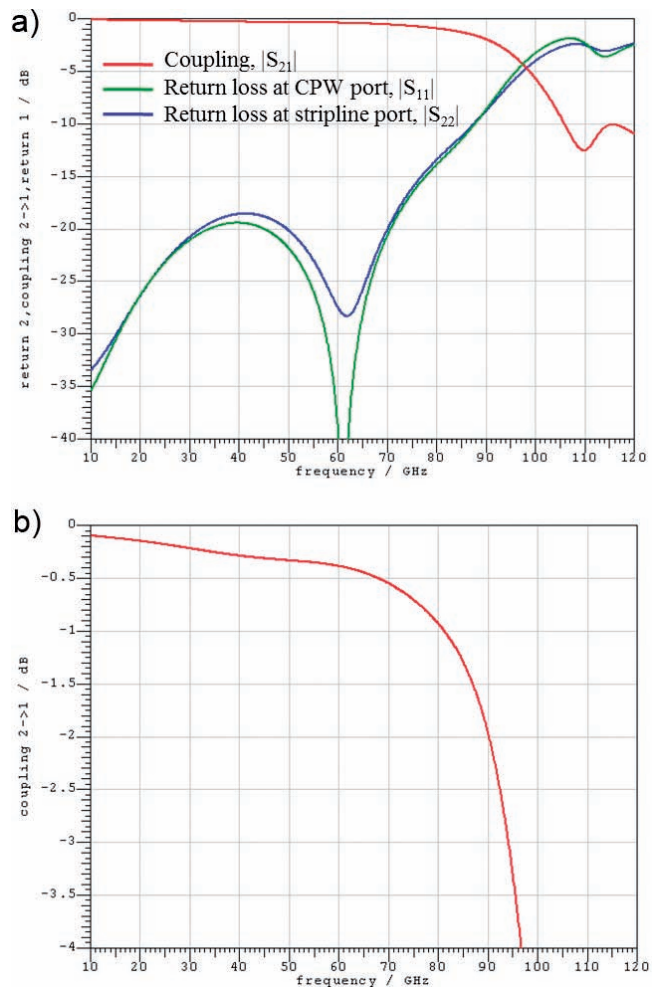 a)
return 2,coupling 2->1,return 1 / dB
0
-5
-10
-15
-20
-25
-30
-35
-40
Coupling, |S21|
Return loss at CPW port, |S11|
Return loss at stripline port, |S22|
10 20 30 40 50 60 70 80 90 100 110 120
frequency / GHz
b)
coupling 2->1 / dB
0
-0.5
-1
-1.5
-2
-2.5
-3
-3.5
-4
10 20 30 40 50 60 70 80 90 100 110 120
frequency / GHz